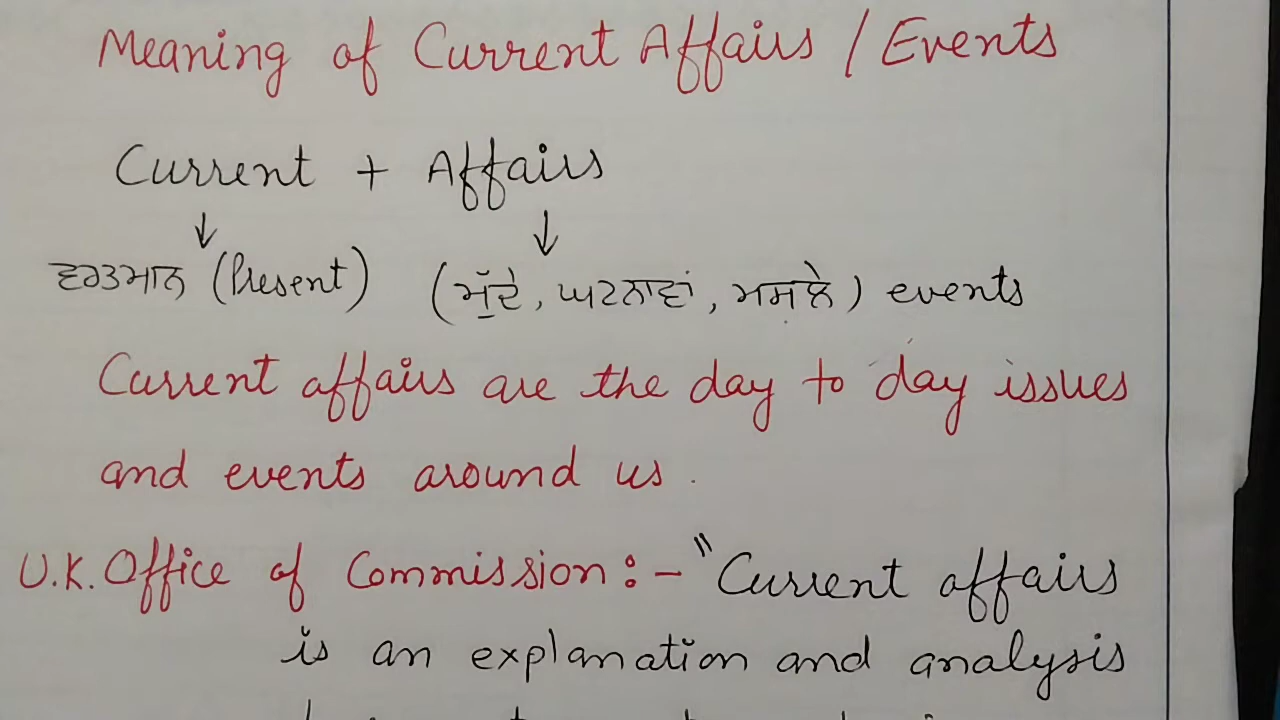 Meaning of Current Affairs / Events
Current + Affairs
↓ ↓
ਵਰਤਮਾਨ (Present) (ਮੁੱਦੇ, ਘਟਨਾਵਾਂ, ਮਸਲੇ) events
Current affairs are the day to day issues
and events around us.
U.K. Office of Commission :- "Current affairs
is an explanation and analysis